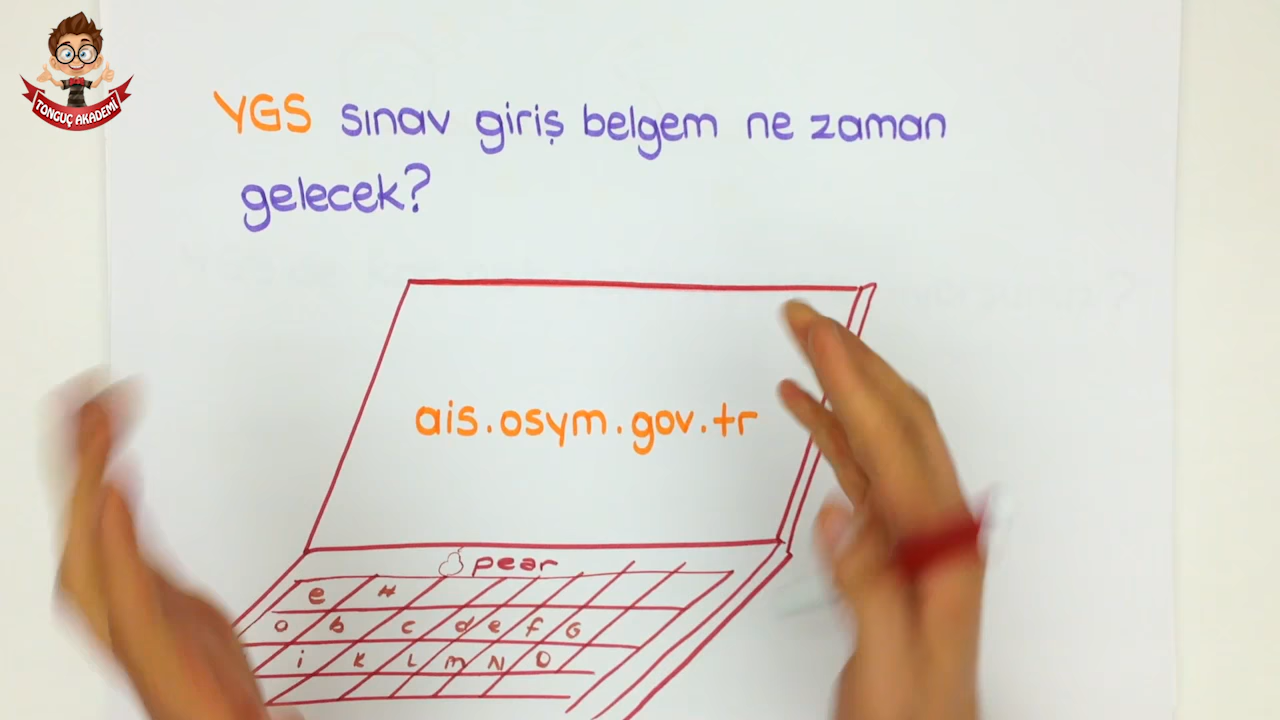 TONGUÇ AKADEMİ
YGS sınav giriş belgem ne zaman
gelecek?
ais.osym.gov.tr
pear
e *
o b c d e f G
i K L m N O